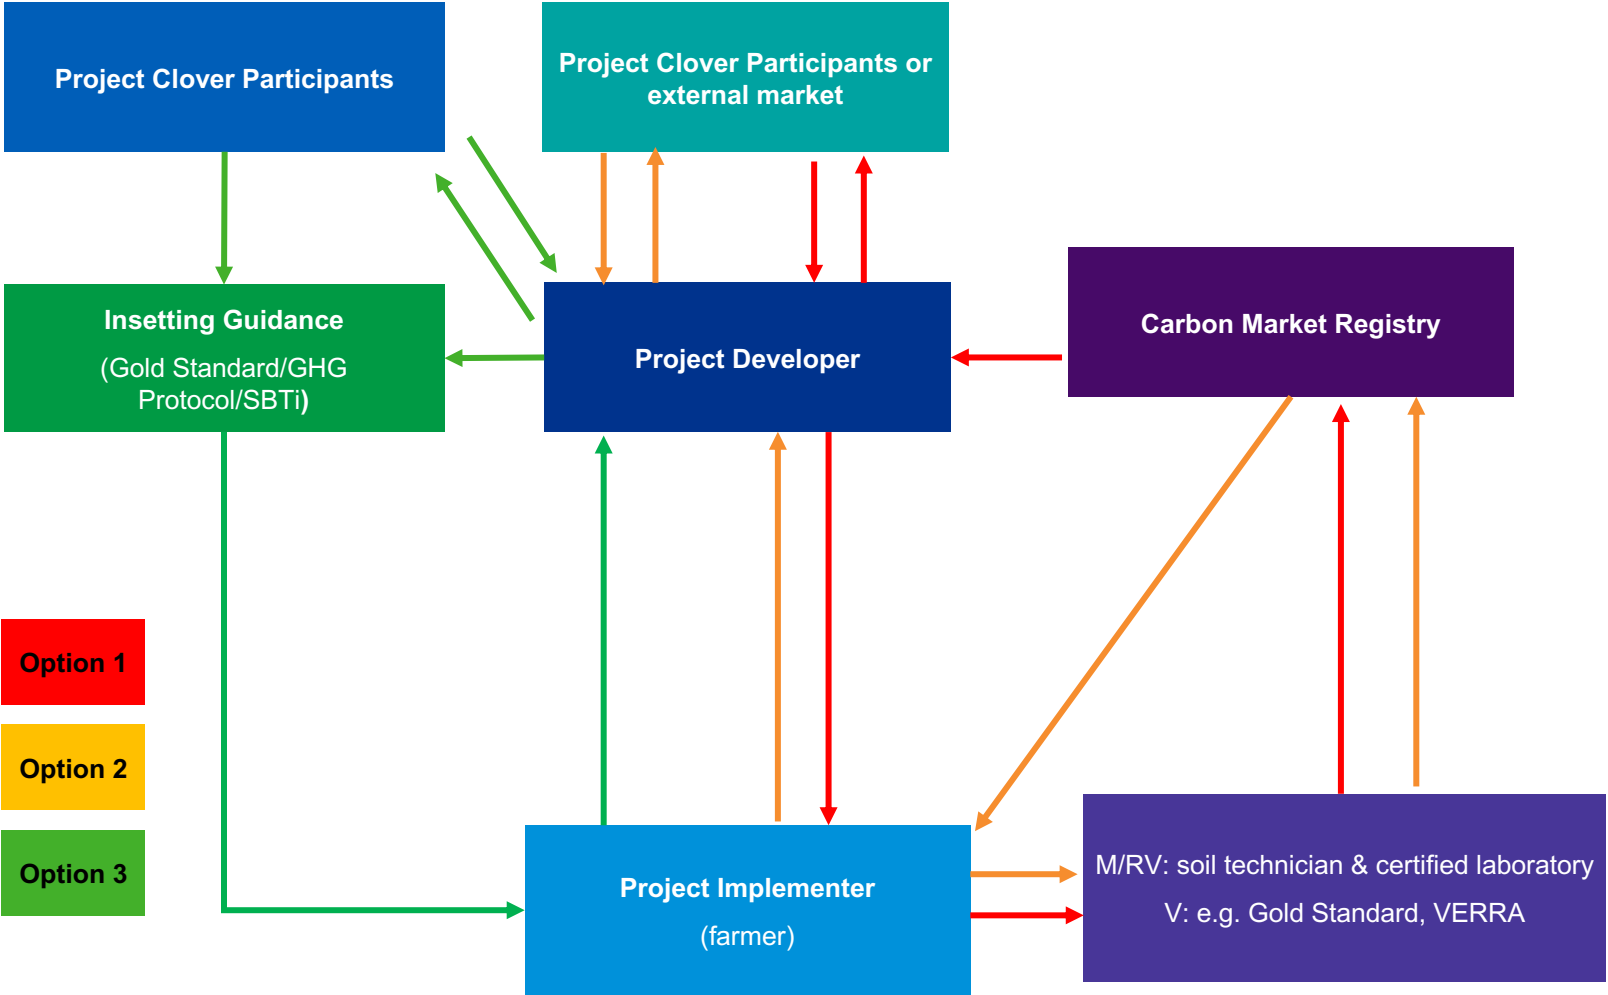 Project Clover Participants
Project Clover Participants or
external market
Insetting Guidance
(Gold Standard/GHG
Protocol/SBTi)
Project Developer
Carbon Market Registry
Option 1
Option 2
Option 3
Project Implementer
(farmer)
M/RV: soil technician & certified laboratory
V: e.g. Gold Standard, VERRA